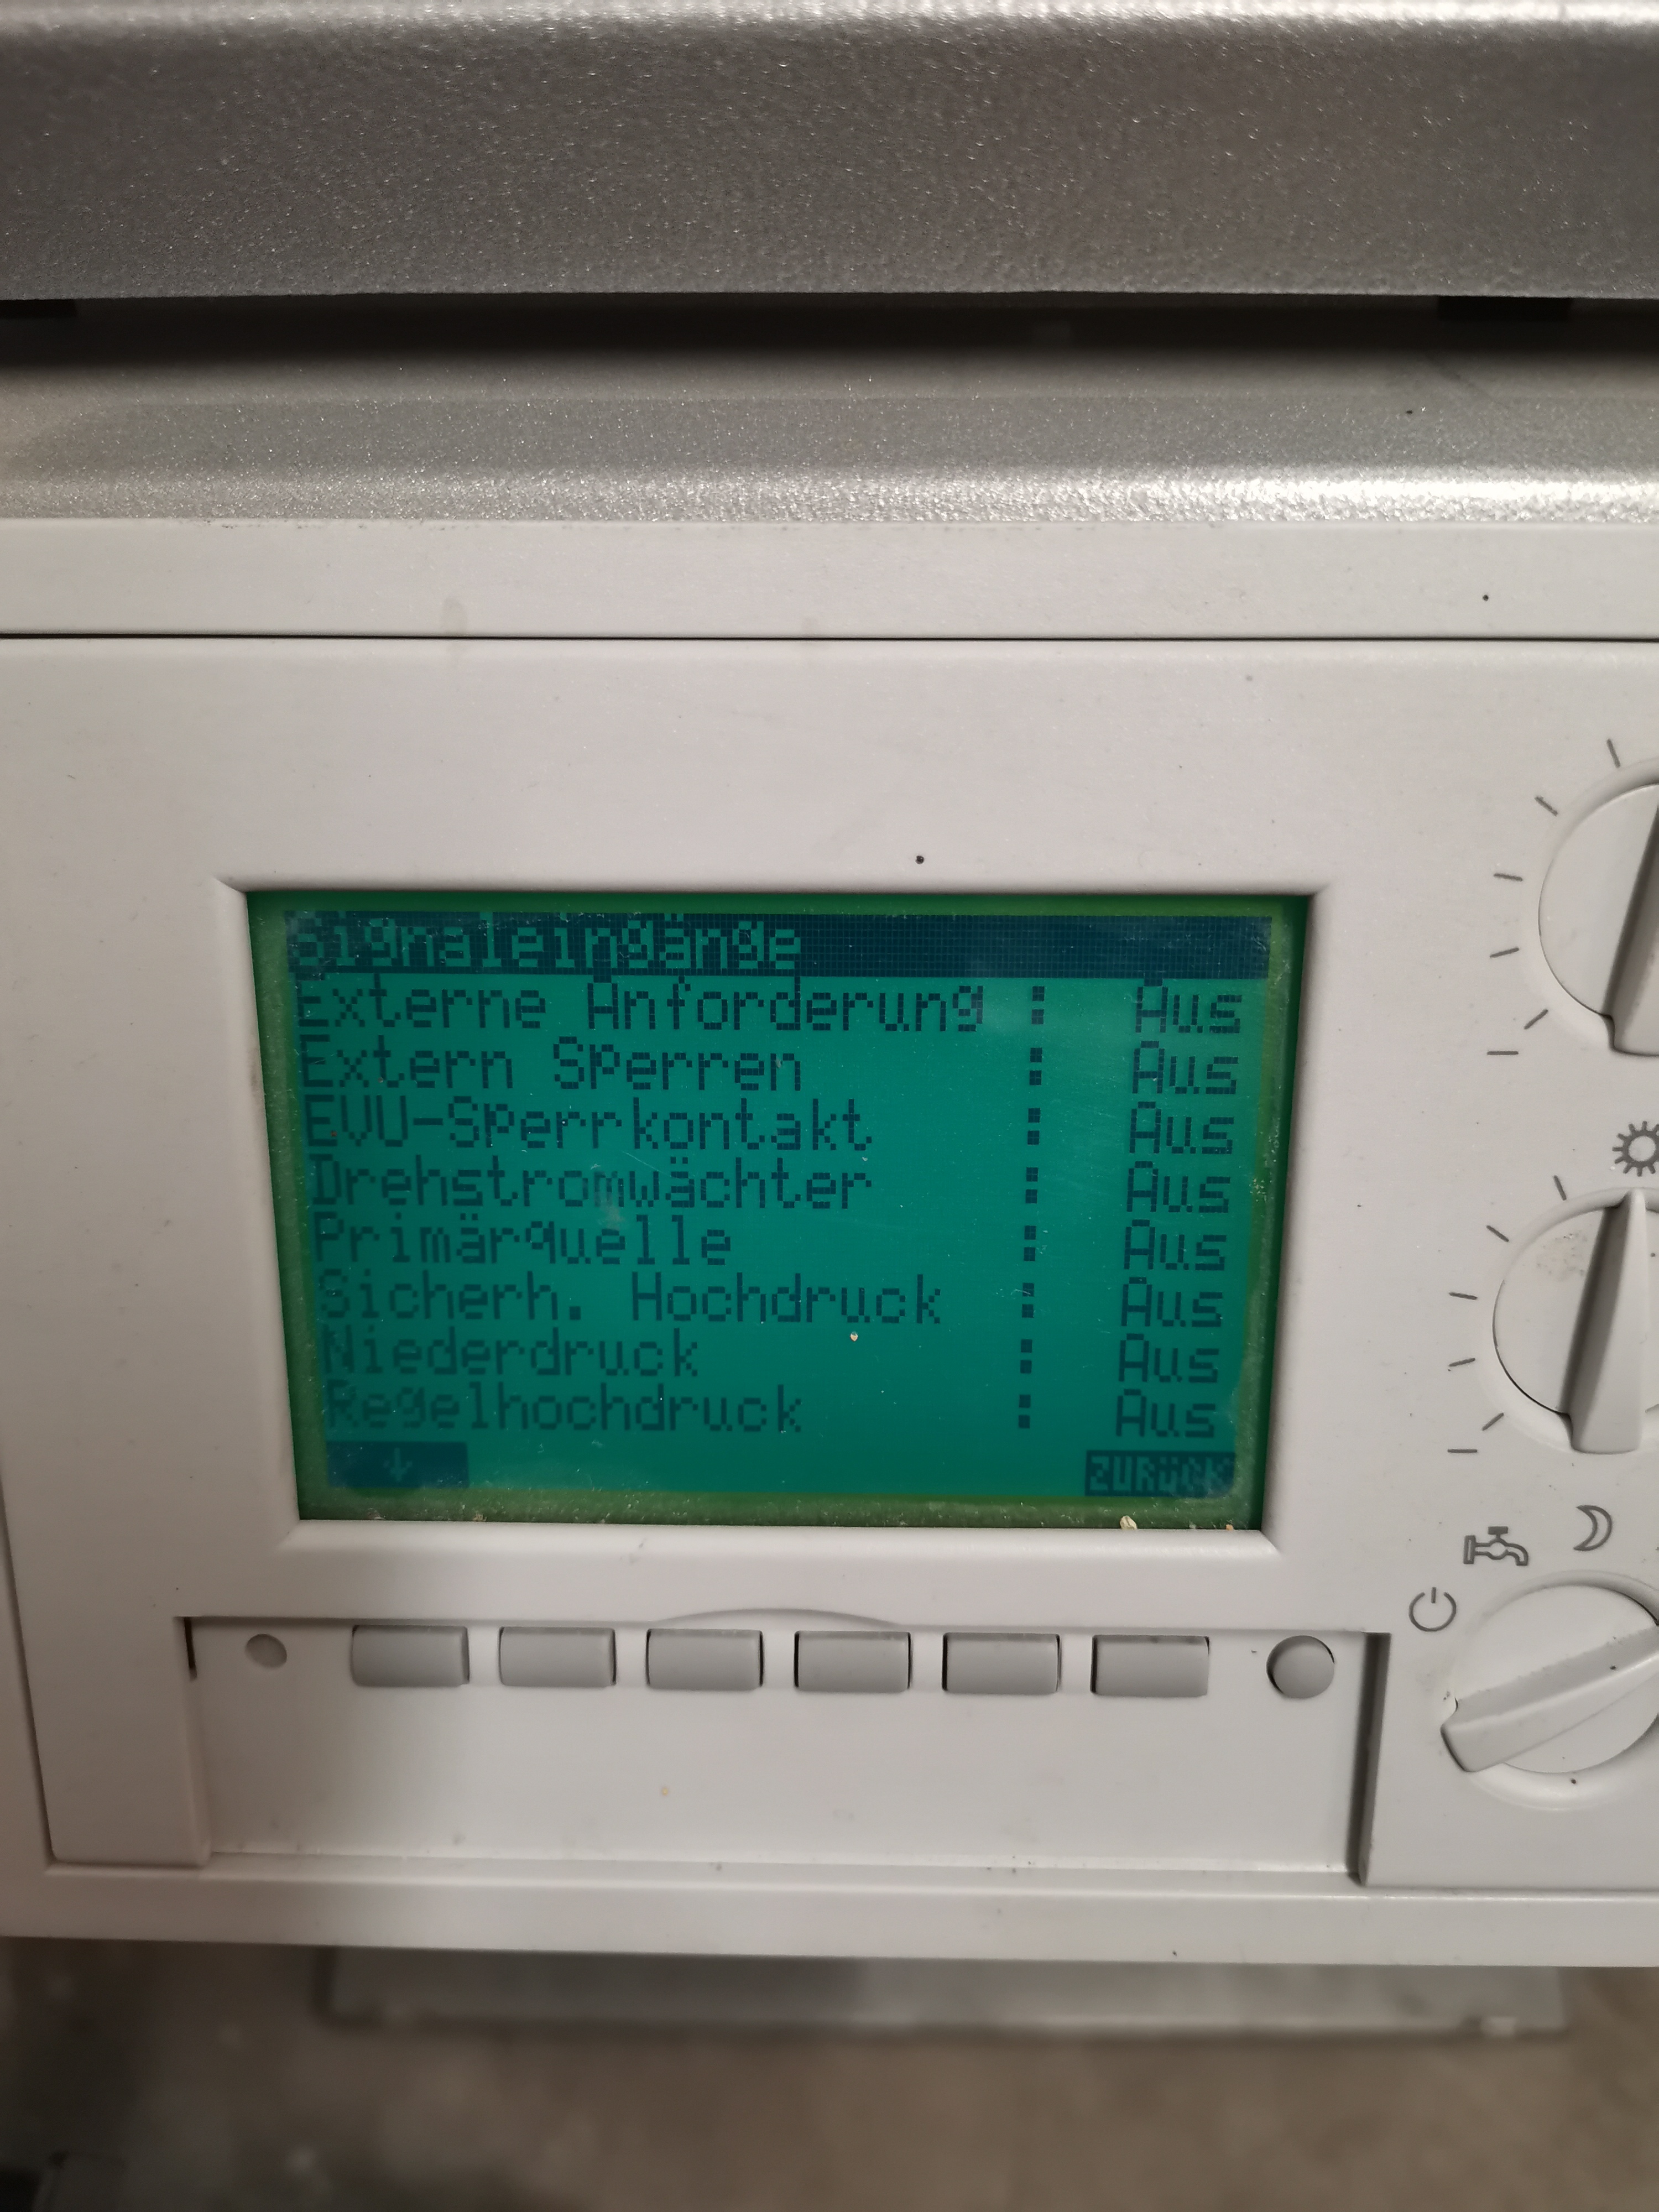 Signaleingänge
Externe Anforderung : Aus
Extern Sperren : Aus
EVU-Sperrkontakt : Aus
Drehstromwächter : Aus
Primärquelle : Aus
Sicherh. Hochdruck : Aus
Niederdruck : Aus
Regelhochdruck : Aus
↓ ZURÜCK